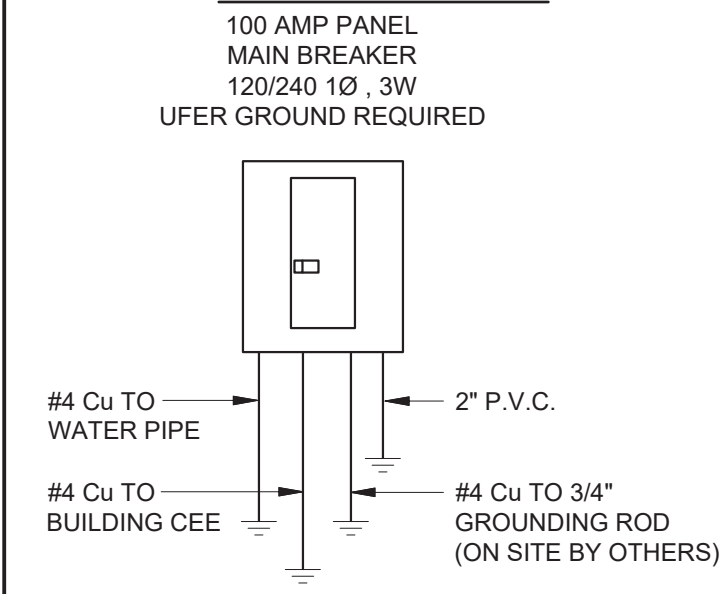 100 AMP PANEL
MAIN BREAKER
120/240 1Ø , 3W
UFER GROUND REQUIRED
#4 Cu TO
WATER PIPE
2" P.V.C.
#4 Cu TO
BUILDING CEE
#4 Cu TO 3/4"
GROUNDING ROD
(ON SITE BY OTHERS)